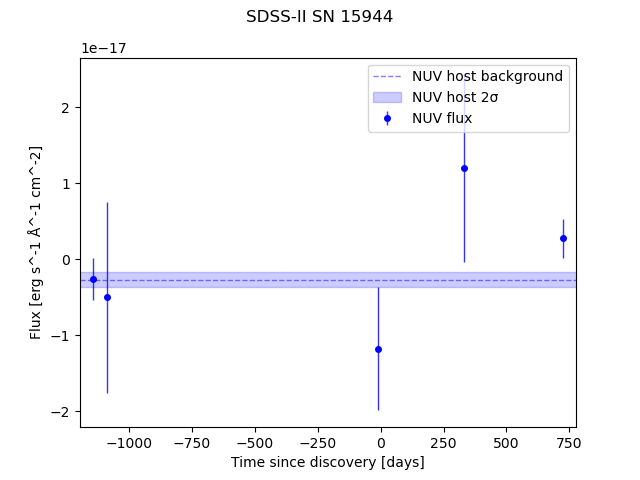 SDSS-II SN 15944
1e−17
NUV host background
NUV host 2σ
NUV flux
2
1
0
−1
−2
Flux [erg s^-1 Å^-1 cm^-2]
−1000
−750
−500
−250
0
250
500
750
Time since discovery [days]